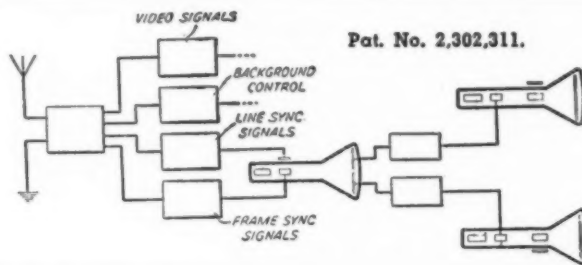 VIDEO SIGNALS
Pat. No. 2,302,311.
BACKGROUND
CONTROL
LINE SYNC.
SIGNALS
FRAME SYNC
SIGNALS